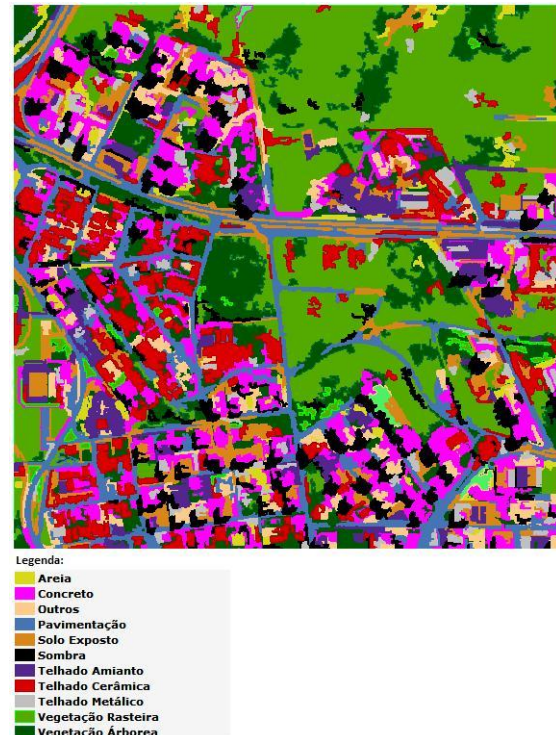 Legenda:
Areia
Concreto
Outros
Pavimentação
Solo Exposto
Sombra
Telhado Amianto
Telhado Cerâmica
Telhado Metálico
Vegetação Rasteira
Vegetação Árborea